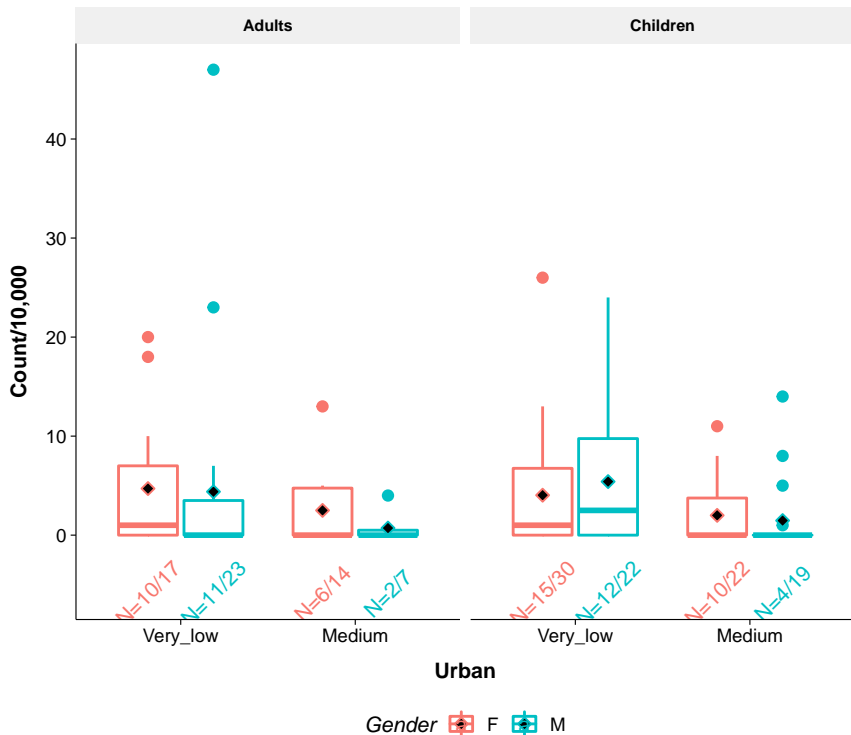 Adults
Children
Count/10,000
40
30
20
10
0
N=10/17
N=11/23
N=6/14
N=2/7
N=15/30
N=12/22
N=10/22
N=4/19
Very_low
Medium
Very_low
Medium
Urban
Gender F M